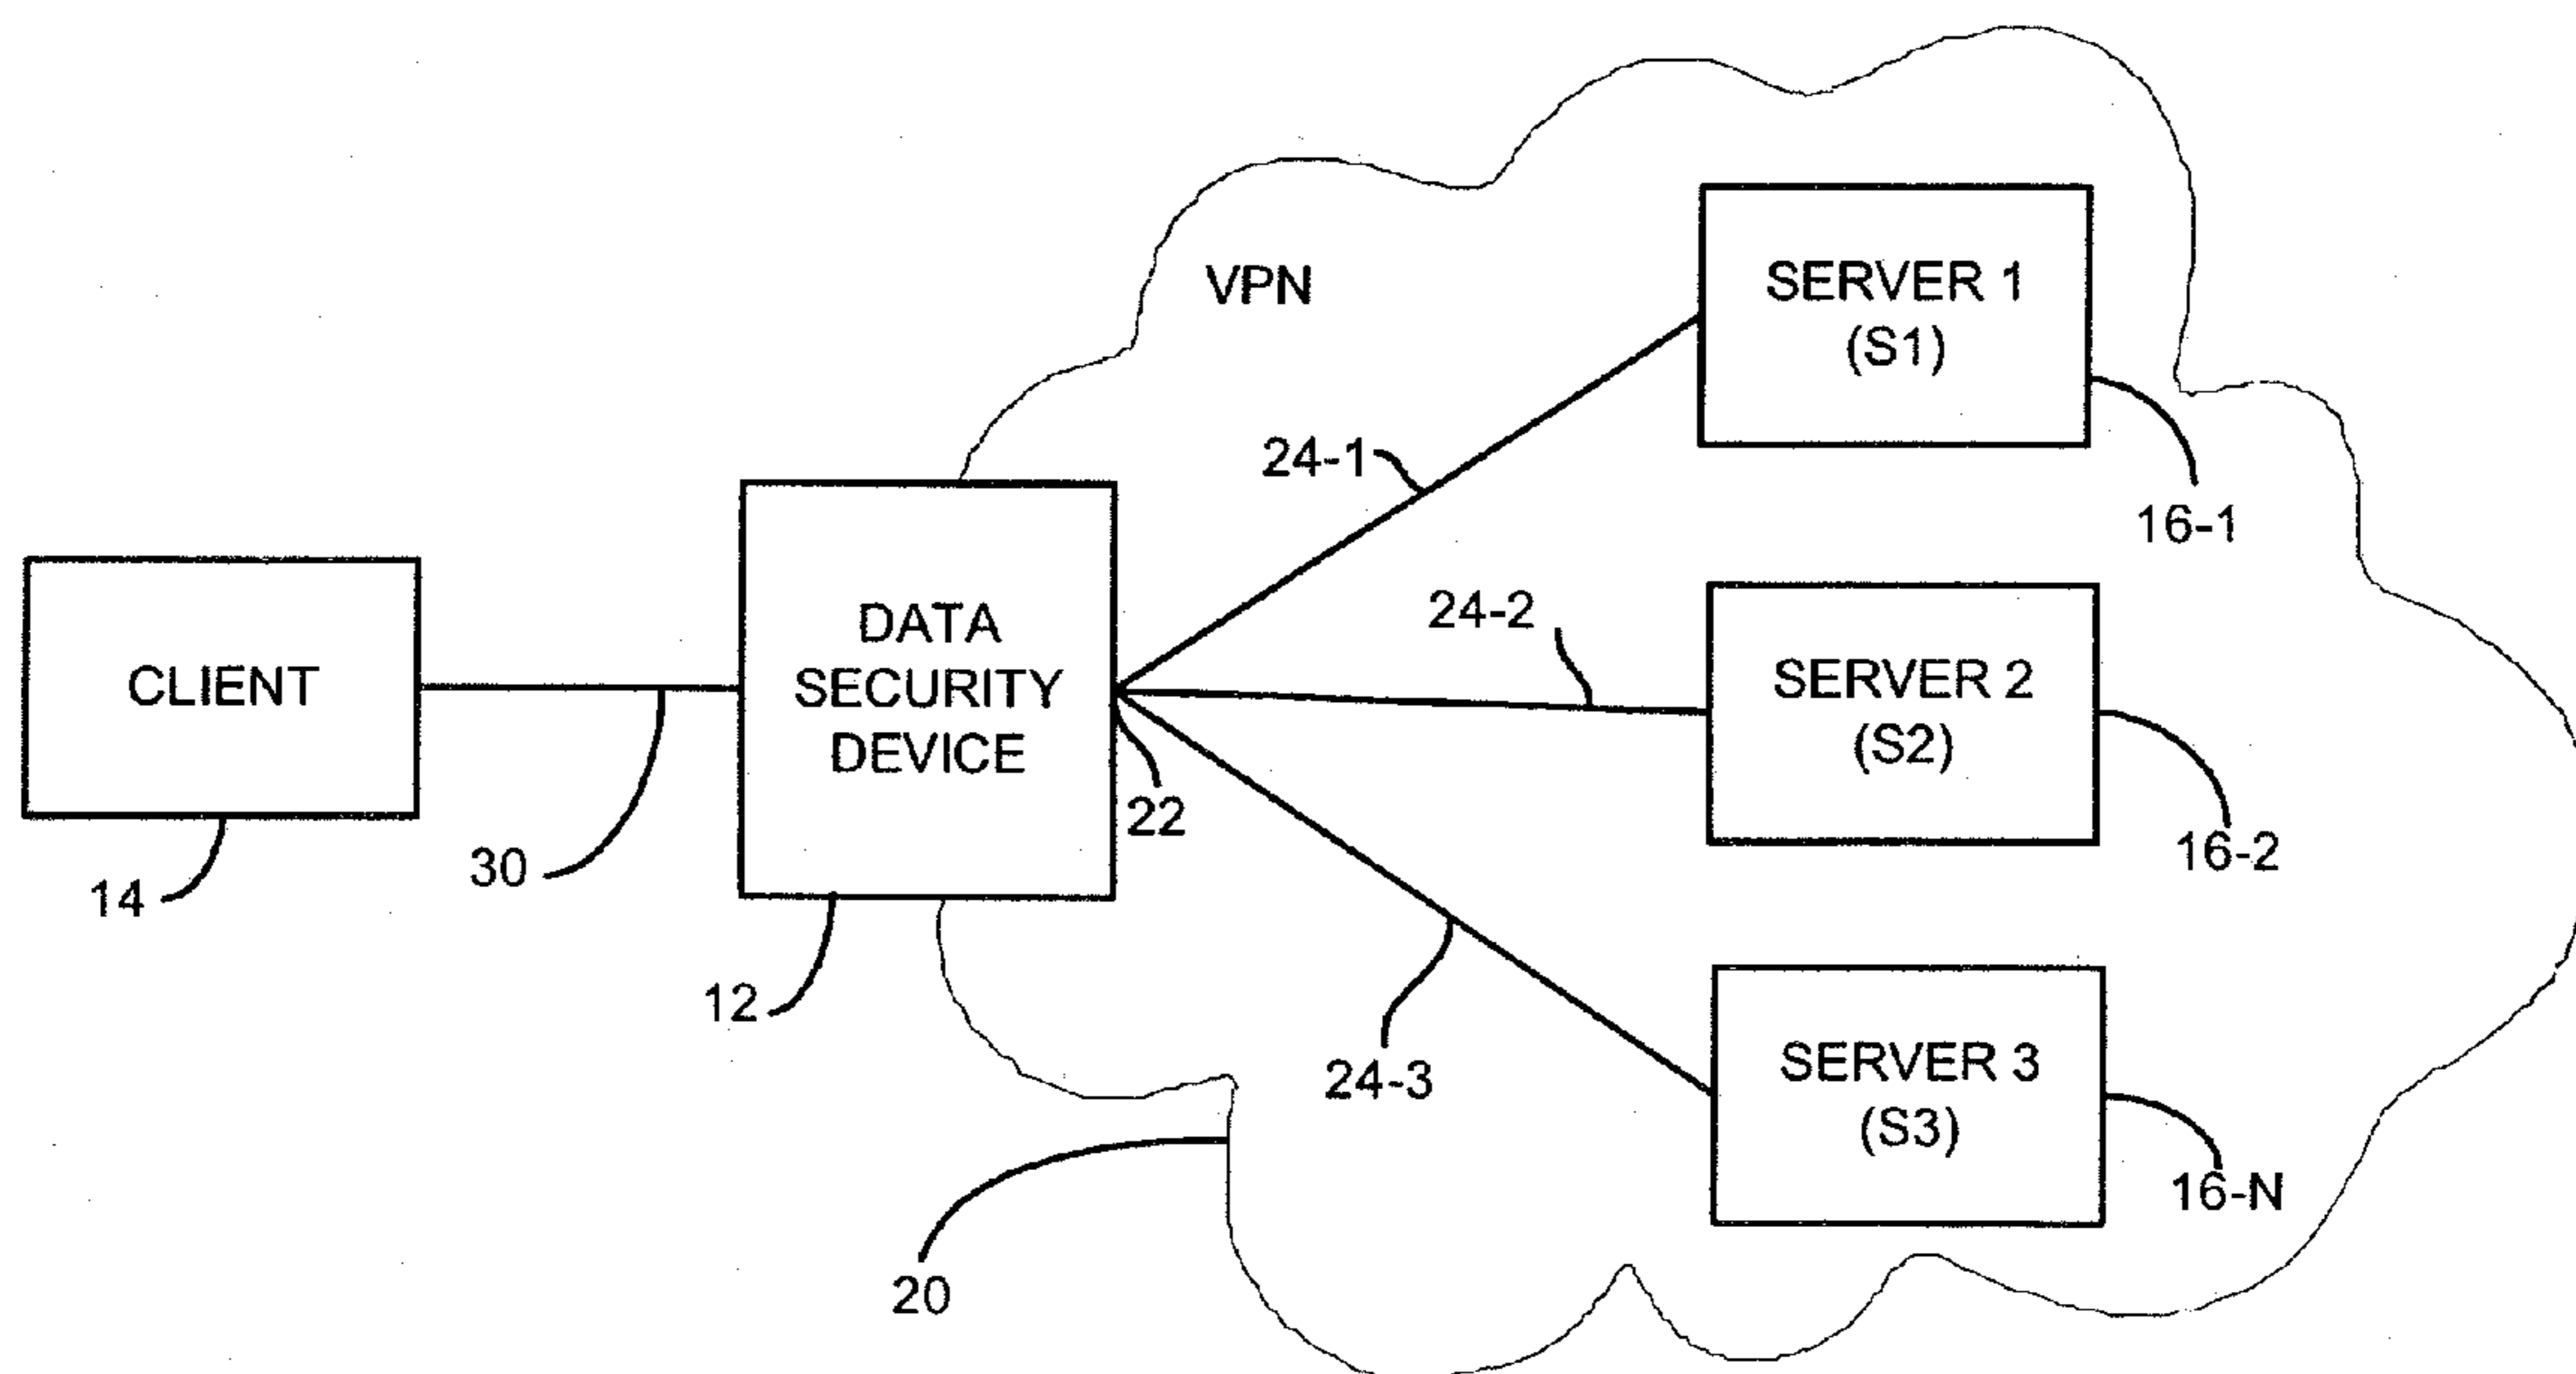 VPN
SERVER 1
(S1)
24-1
16-1
24-2
DATA
SECURITY
DEVICE
CLIENT
SERVER 2
(S2)
22
30
14
16-2
12
24-3
SERVER 3
(S3)
16-N
20